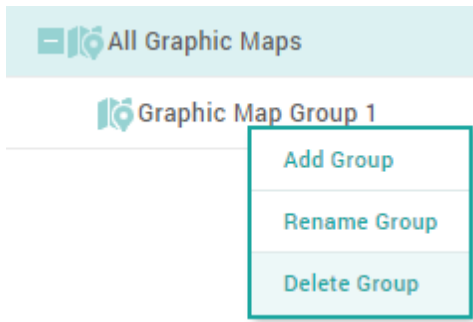 All Graphic Maps
Graphic Map Group 1
Add Group
Rename Group
Delete Group